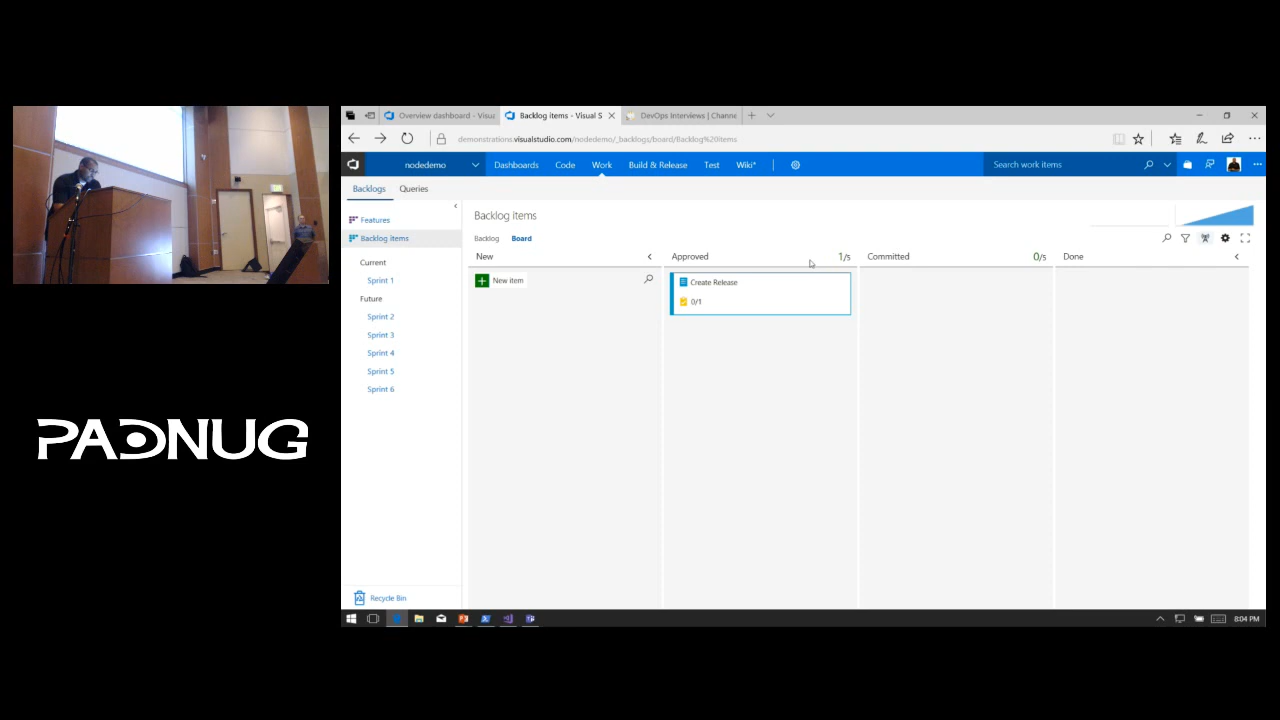 Overview dashboard - Visua
Backlog items - Visual S
DevOps Interviews | Channe
demonstrations.visualstudio.com/nodedemo/_backlogs/board/Backlog%20items
nodedemo
Dashboards
Code
Work
Build & Release
Test
Wiki*
Search work items
Backlogs
Queries
Features
Backlog items
Current
Sprint 1
Future
Sprint 2
Sprint 3
Sprint 4
Sprint 5
Sprint 6
Recycle Bin
Backlog items
Backlog
Board
New
Approved
1/5
Committed
0/5
Done
New item
Create Release
0/1
8:04 PM
PADNUG